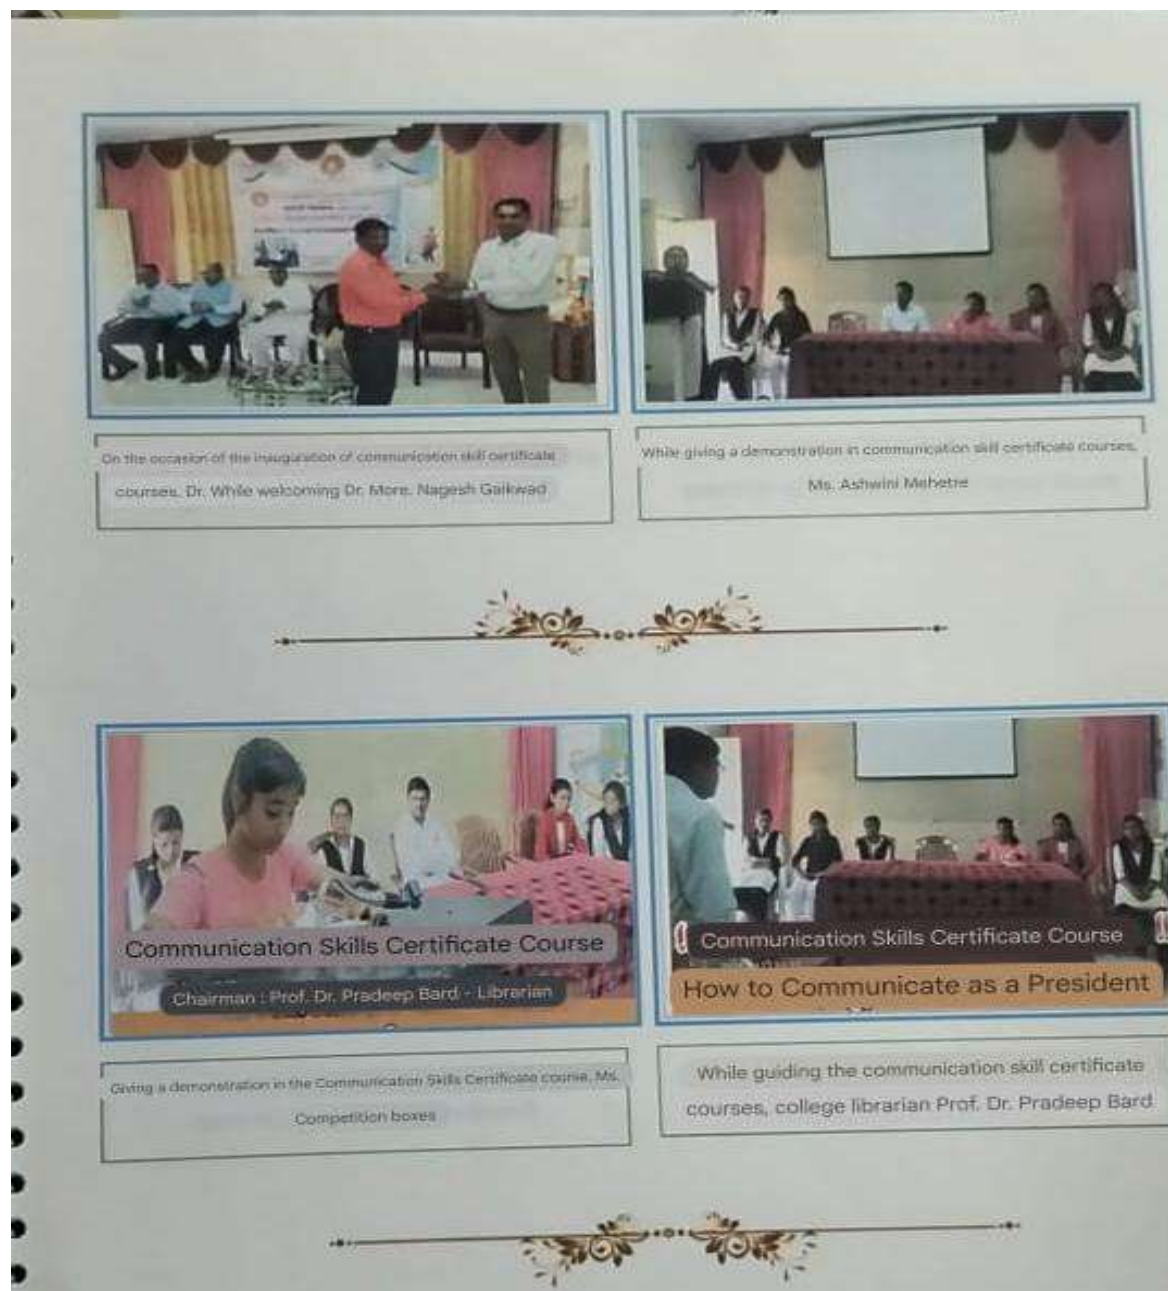 On the occasion of the inauguration of communication skill certificate
courses, Dr. While welcoming Dr. More, Nagesh Gaikwad
While giving a demonstration in communication skill certificate courses,
Ms. Ashwini Mehetre
Communication Skills Certificate Course
Chairman : Prof. Dr. Pradeep Bard - Librarian
Communication Skills Certificate Course
How to Communicate as a President
Giving a demonstration in the Communication Skills Certificate course, Ms.
Competition boxes
While guiding the communication skill certificate
courses, college librarian Prof. Dr. Pradeep Bard